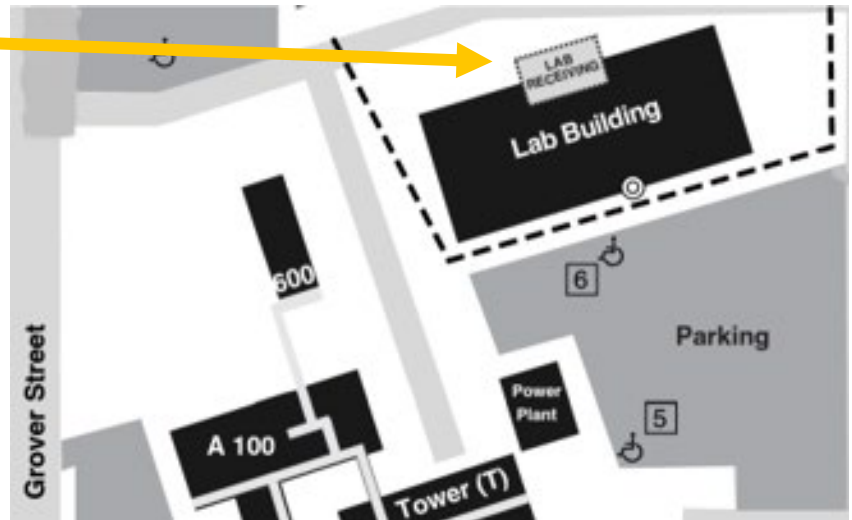 LAB
RECEIVING
Lab Building
600
6
Parking
Grover Street
Power
Plant
5
A 100
Tower (T)